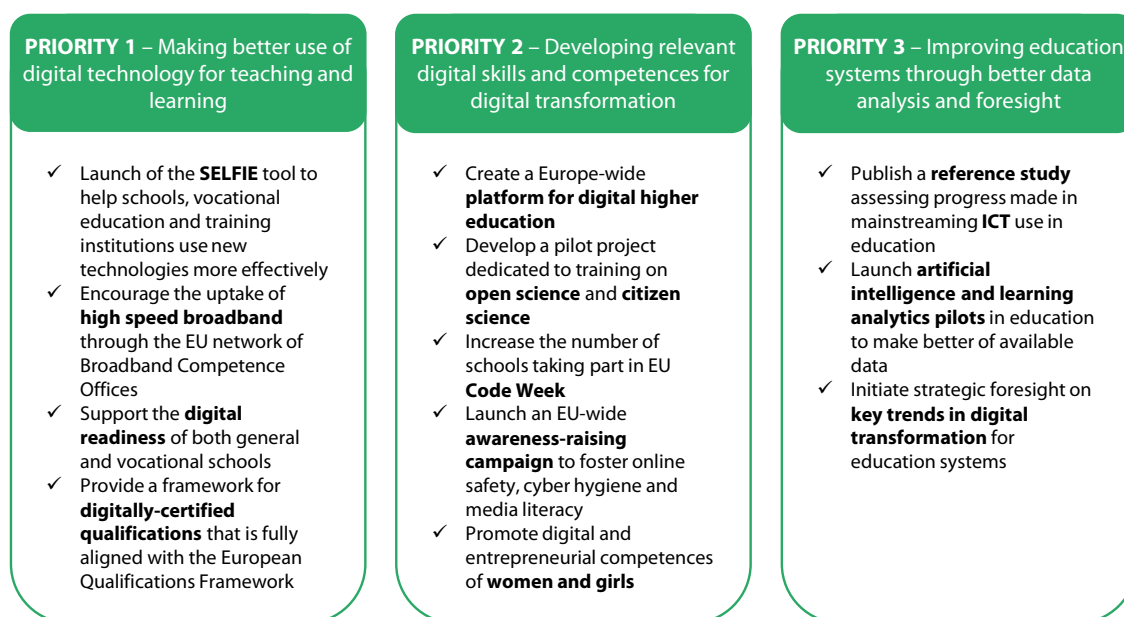 PRIORITY 1 – Making better use of
digital technology for teaching and
learning
✓ Launch of the SELFIE tool to
help schools, vocational
education and training
institutions use new
technologies more effectively
✓ Encourage the uptake of
high speed broadband
through the EU network of
Broadband Competence
Offices
✓ Support the digital
readiness of both general
and vocational schools
✓ Provide a framework for
digitally-certified
qualifications that is fully
aligned with the European
Qualifications Framework
PRIORITY 2 – Developing relevant
digital skills and competences for
digital transformation
✓ Create a Europe-wide
platform for digital higher
education
✓ Develop a pilot project
dedicated to training on
open science and citizen
science
✓ Increase the number of
schools taking part in EU
Code Week
✓ Launch an EU-wide
awareness-raising
campaign to foster online
safety, cyber hygiene and
media literacy
✓ Promote digital and
entrepreneurial competences
of women and girls
PRIORITY 3 – Improving education
systems through better data
analysis and foresight
✓ Publish a reference study
assessing progress made in
mainstreaming ICT use in
education
✓ Launch artificial
intelligence and learning
analytics pilots in education
to make better of available
data
✓ Initiate strategic foresight on
key trends in digital
transformation for
education systems